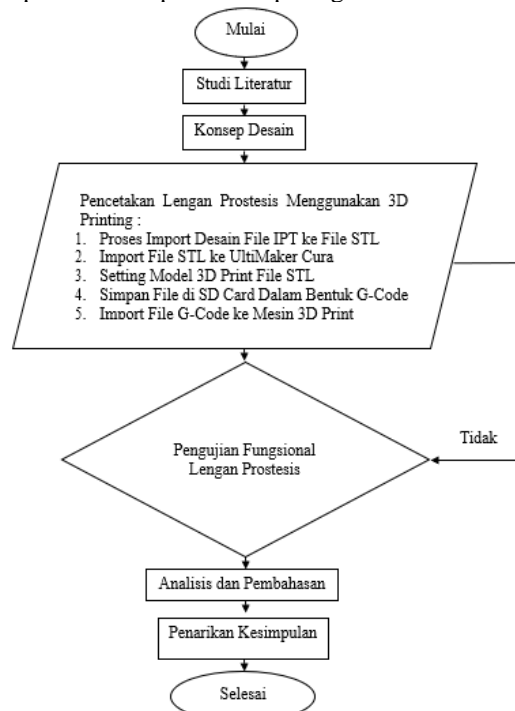 Mulai
Studi Literatur
Konsep Desain
Pencetakan Lengan Prostesis Menggunakan 3D
Printing :
1. Proses Import Desain File IPT ke File STL
2. Import File STL ke UltiMaker Cura
3. Setting Model 3D Print File STL
4. Simpan File di SD Card Dalam Bentuk G-Code
5. Import File G-Code ke Mesin 3D Print
Tidak
Pengujian Fungsional
Lengan Prostesis
Analisis dan Pembahasan
Penarikan Kesimpulan
Selesai